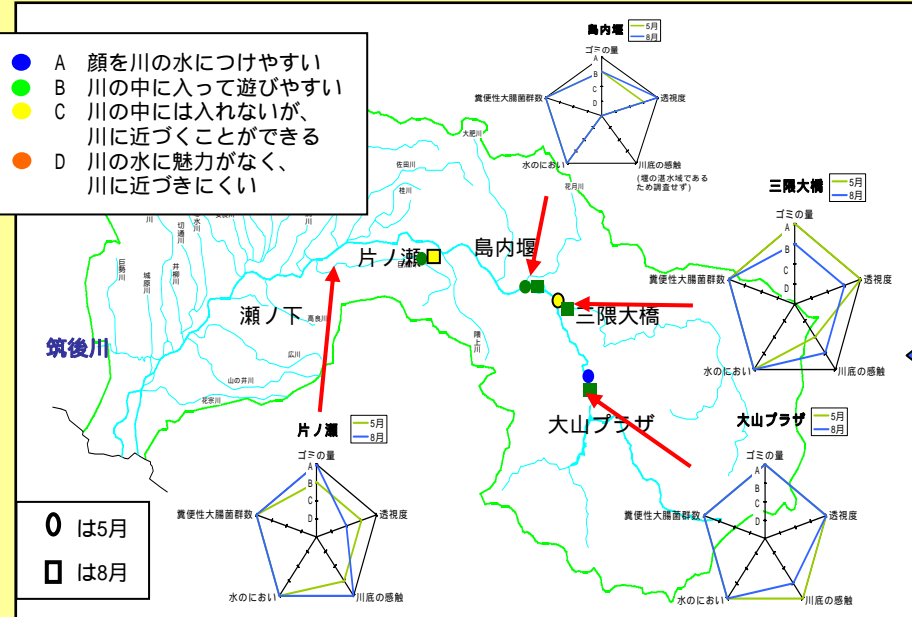 A 顔を川の水につけやすい
B 川の中に入って遊びやすい
C 川の中には入れないが、
川に近づくことができる
D 川の水に魅力がなく、
川に近づきにくい
島内堰
5月
8月
ゴミの量
A
B
C
D
糞便性大腸菌群数
透視度
水のにおい
川底の感触
(堰の湛水域である
ため調査せず)
大肥川
佐田川
桂川
花月川
三隈大橋
5月
8月
ゴミの量
A
B
C
D
糞便性大腸菌群数
透視度
水のにおい
川底の感触
切通川
巨勢川
城原川
井柳川
片ノ瀬
島内堰
三隈大橋
瀬ノ下
高良川
隈上川
筑後川
広川
山の井川
花宗川
大山プラザ
片ノ瀬
5月
8月
ゴミの量
A
B
C
D
糞便性大腸菌群数
透視度
水のにおい
川底の感触
大山プラザ
5月
8月
ゴミの量
A
B
C
D
糞便性大腸菌群数
透視度
水のにおい
川底の感触
は5月
は8月